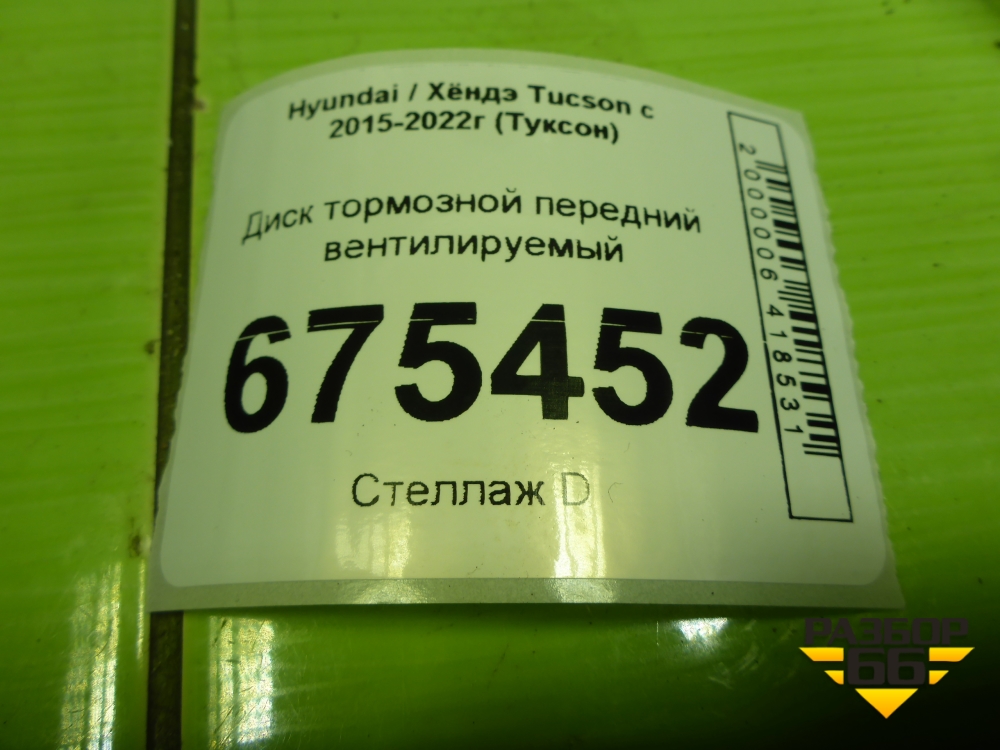 Hyundai / Хёндэ Tucson с
2015-2022г (Туксон)
Диск тормозной передний
вентилируемый
675452
Стеллаж D
2000006418531
РАЗБОР
66